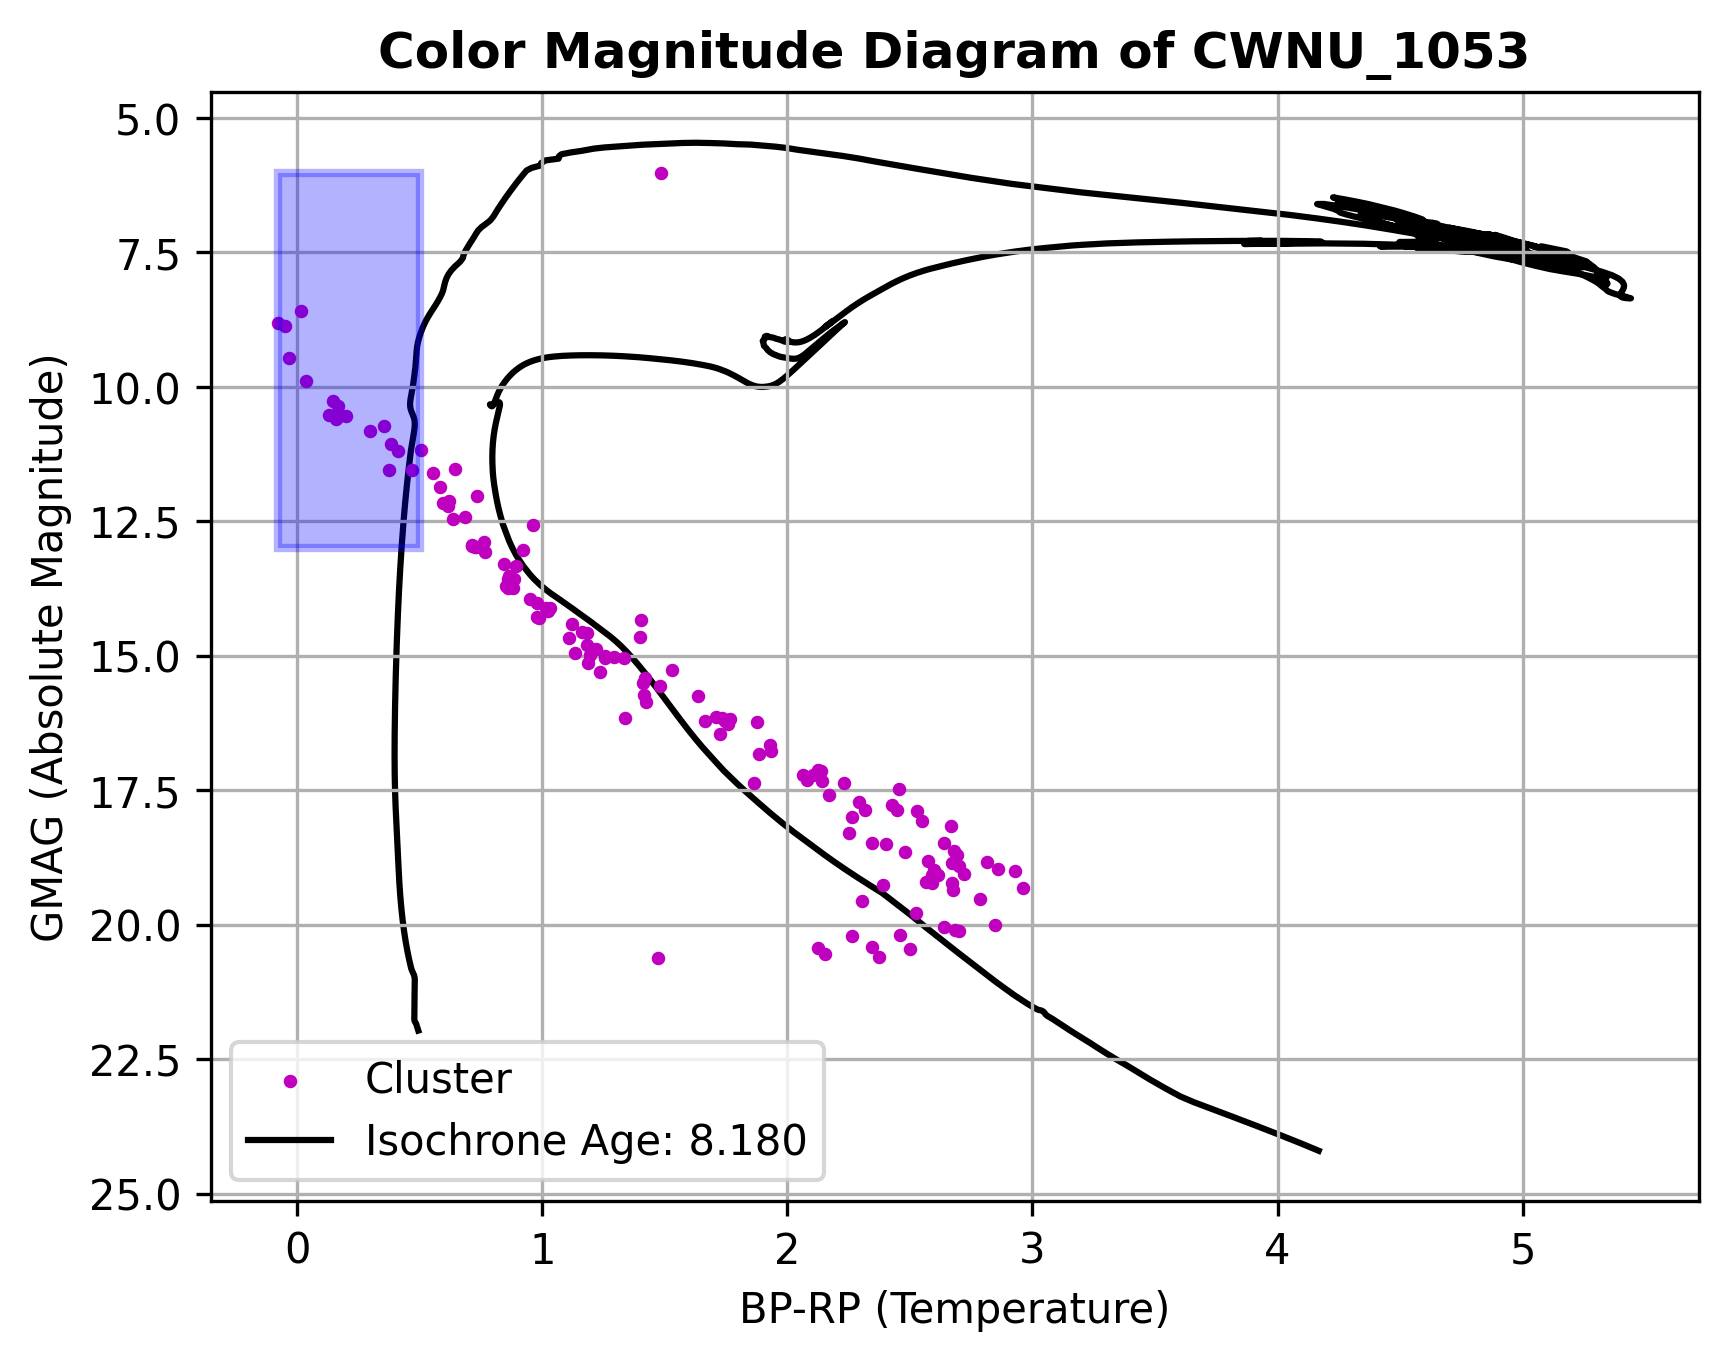 Color Magnitude Diagram of CWNU_1053
GMAG (Absolute Magnitude)
5.0
7.5
10.0
12.5
15.0
17.5
20.0
22.5
25.0
Cluster
Isochrone Age: 8.180
0 1 2 3 4 5
BP-RP (Temperature)